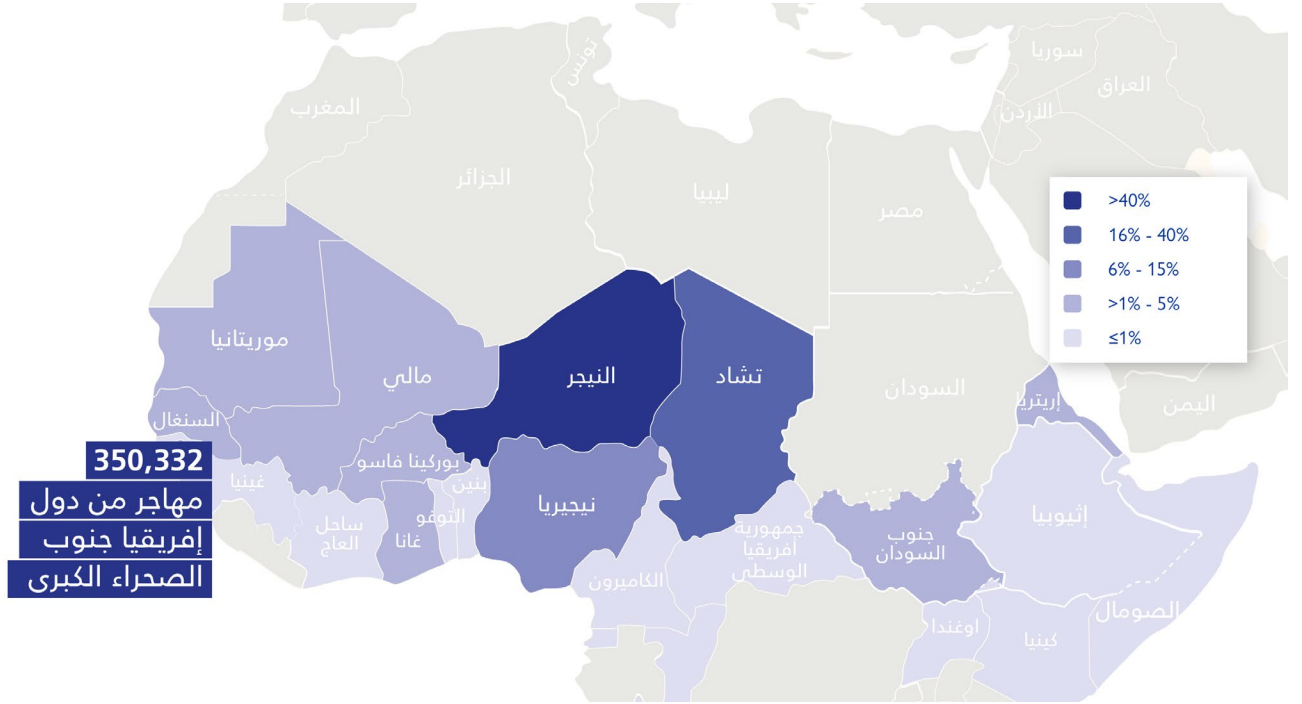 سوريا
العراق
تونس
الأردن
المغرب
الجزائر
ليبيا
مصر
>40%
16% - 40%
6% - 15%
>1% - 5%
≤1%
موريتانيا
مالي
النيجر
تشاد
السودان
إريتريا
اليمن
السنغال
350,332
مهاجر من دول
إفريقيا جنوب
الصحراء الكبرى
بوركينا فاسو
غينيا
بنين
نيجيريا
التوغو
ساحل
العاج
غانا
جمهورية
أفريقيا
الوسطى
جنوب
السودان
إثيوبيا
الكاميرون
الصومال
اوغندا
كينيا